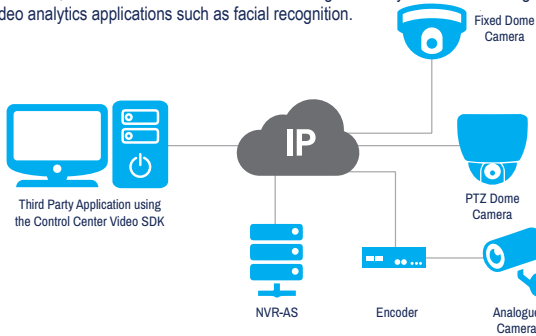 video analytics applications such as facial recognition.
Fixed Dome
Camera
IP
Third Party Application using
the Control Center Video SDK
PTZ Dome
Camera
NVR-AS
Encoder
Analogue
Camera